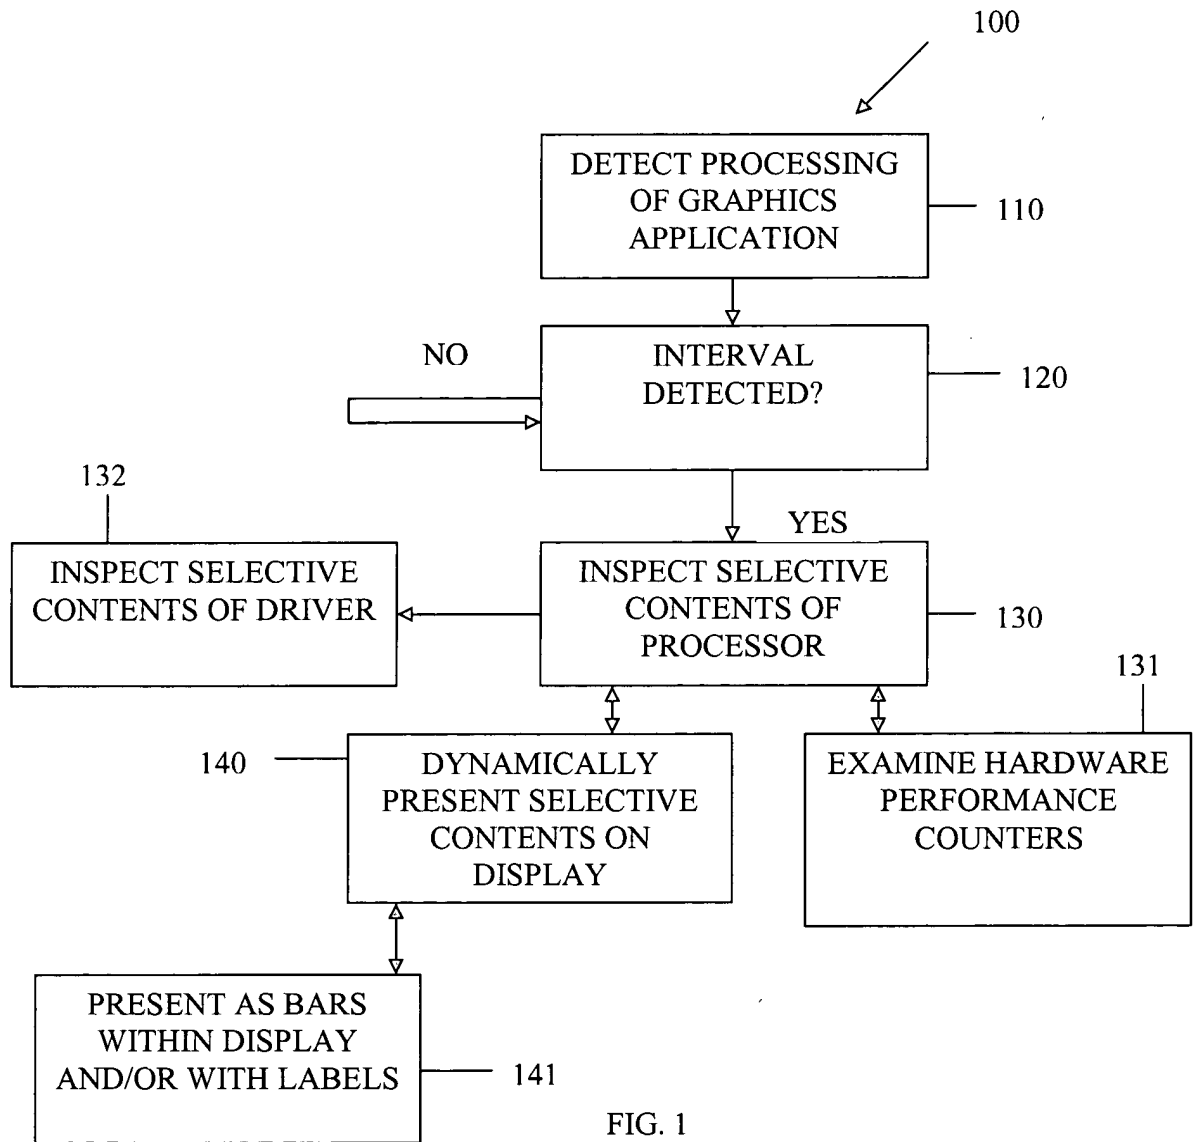 100
DETECT PROCESSING
OF GRAPHICS
APPLICATION
110
NO
INTERVAL
DETECTED?
120
132
YES
INSPECT SELECTIVE
CONTENTS OF DRIVER
INSPECT SELECTIVE
CONTENTS OF
PROCESSOR
130
131
140
DYNAMICALLY
PRESENT SELECTIVE
CONTENTS ON
DISPLAY
EXAMINE HARDWARE
PERFORMANCE
COUNTERS
PRESENT AS BARS
WITHIN DISPLAY
AND/OR WITH LABELS
141
FIG. 1